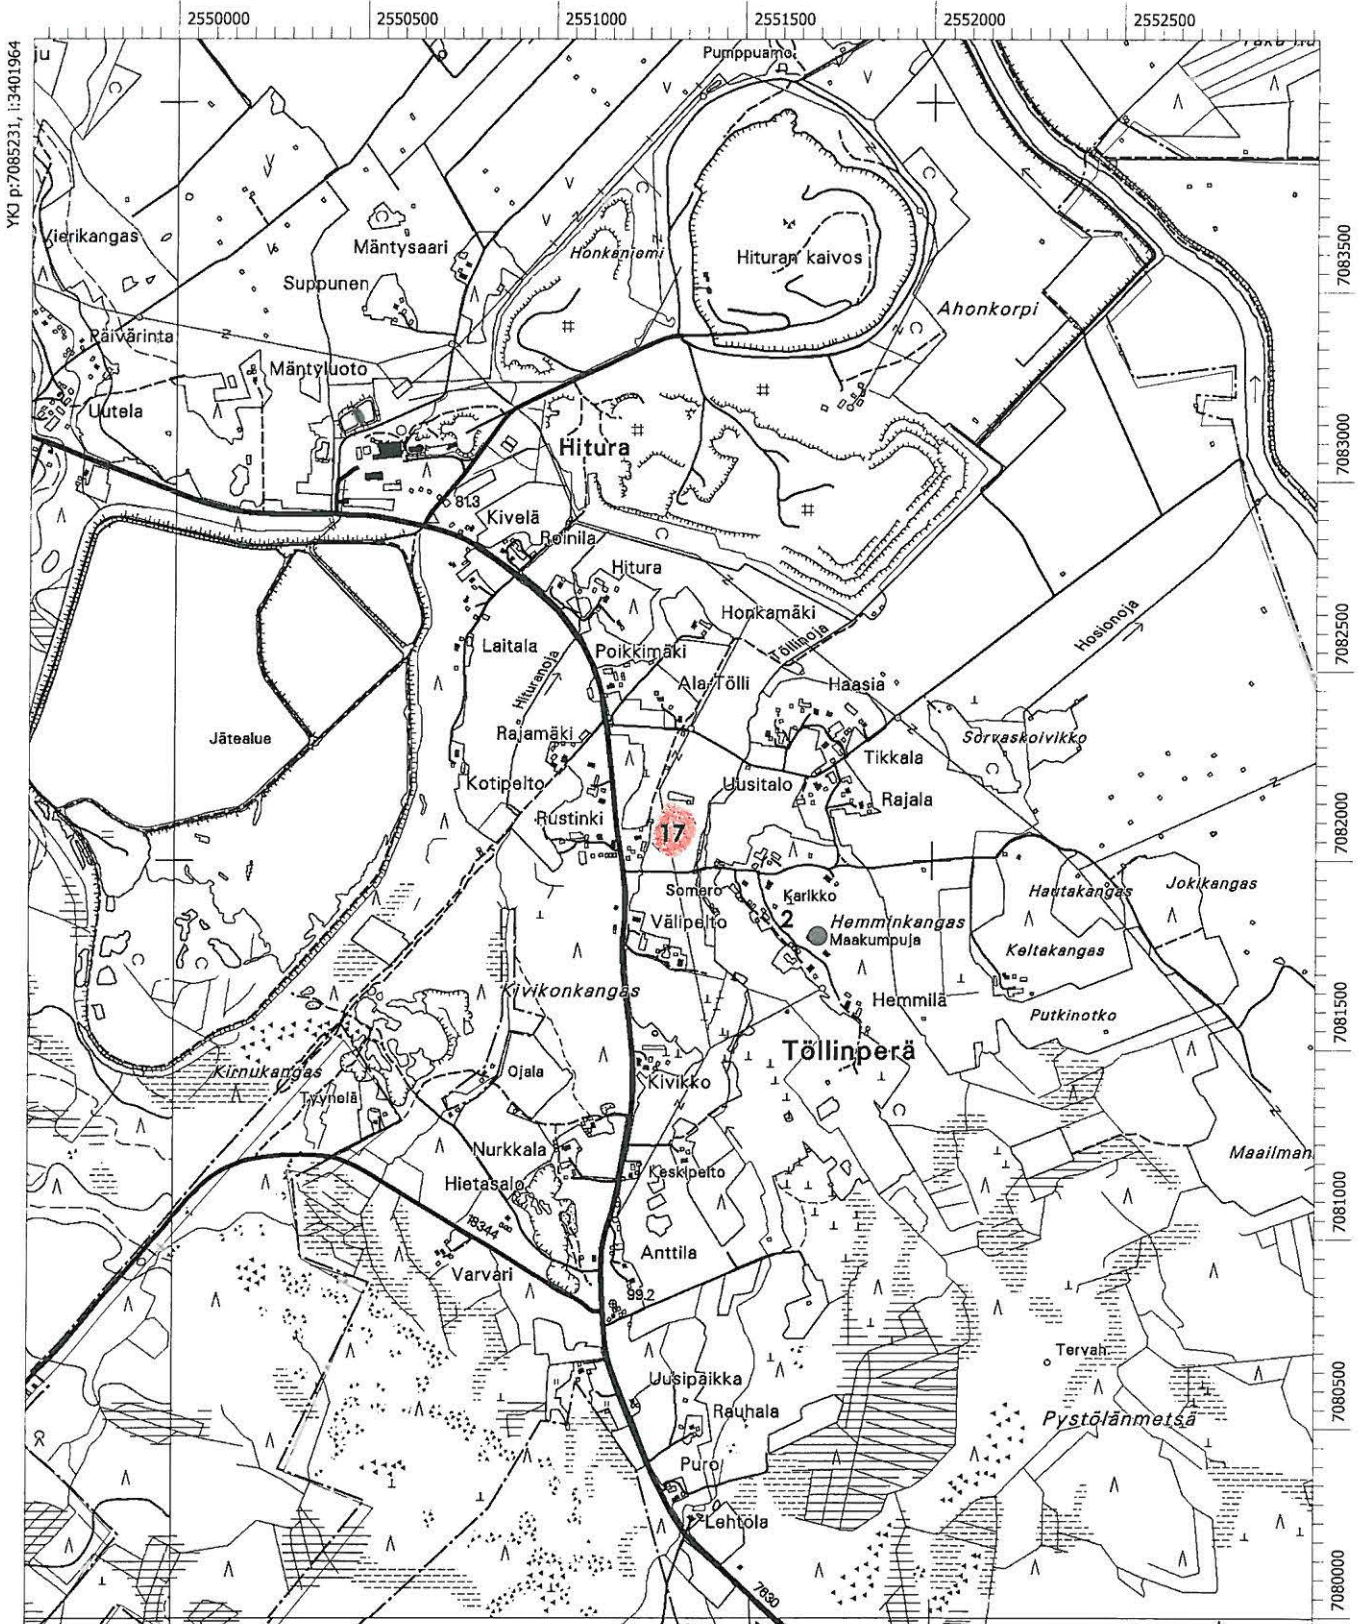 2550000
2550500
2551000
2551500
2552000
2552500
YKJ p:7085231, i:3401964
ju
Pumppuamo
Vierikangas
Mäntysaari
Honkaniemi
Hituran kaivos
7083500
Suppunen
Ahonkorpi
Päivärinta
Mäntyluoto
Uutela
Hitura
7083000
81.3
Kivelä
Roinila
Hitura
Honkamäki
Töllinoja
Hosionoja
7082500
Laitala
Poikkimäki
Hituranoja
Ala-Tölli
Haasia
Jätealue
Rajamäki
Sorvaskoivikko
Tikkala
Kotipelto
Uusitalo
Rajala
Rustinki
17
7082000
Somero
Karikko
Hautakangas
Jokikangas
Välipelto
2
Hemminkangas
Maakumpuja
Keltakangas
Kivikonkangas
Hemmilä
Putkinotko
7081500
Töllinperä
Kirnukangas
Ojala
Kivikko
Tyynelä
Nurkkala
Keskipelto
Maailman
Hietasalo
7081000
18344
Anttila
Varvari
99.2
Tervah.
Uusipaikka
7080500
Rauhala
Pystölänmetsä
Puro
Lehtola
7630
7080000